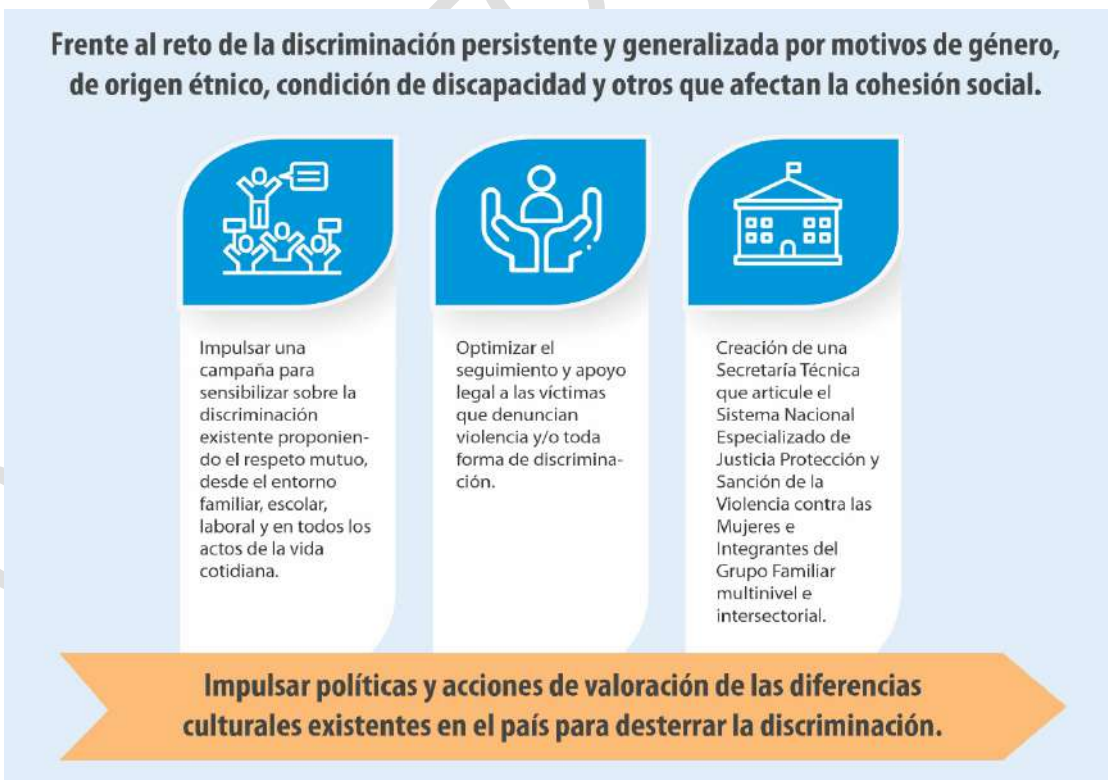 Frente al reto de la discriminación persistente y generalizada por motivos de género,
de origen étnico, condición de discapacidad y otros que afectan la cohesión social.
Impulsar una
campaña para
sensibilizar sobre la
discriminación
existente proponien-
do el respeto mutuo,
desde el entorno
familiar, escolar,
laboral y en todos los
actos de la vida
cotidiana.
Optimizar el
seguimiento y apoyo
legal a las víctimas
que denuncian
violencia y/o toda
forma de discrimina-
ción.
Creación de una
Secretaría Técnica
que articule el
Sistema Nacional
Especializado de
Justicia Protección y
Sanción de la
Violencia contra las
Mujeres e
Integrantes del
Grupo Familiar
multinivel e
intersectorial.
Impulsar políticas y acciones de valoración de las diferencias
culturales existentes en el país para desterrar la discriminación.